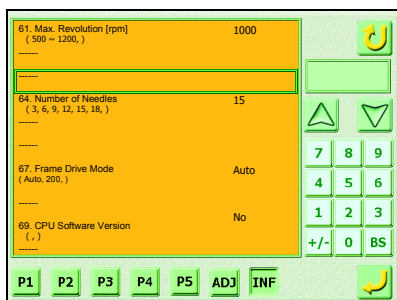 61. Max. Revolution [rpm] 1000
( 500 ~ 1200, )
------
------
64. Number of Needles 15
( 3, 6, 9, 12, 15, 18, )
------
------
67. Frame Drive Mode Auto
( Auto, 200, )
------
No
69. CPU Software Version
( , )
------
7 8 9
4 5 6
1 2 3
+/- 0 BS
P1 P2 P3 P4 P5 ADJ INF